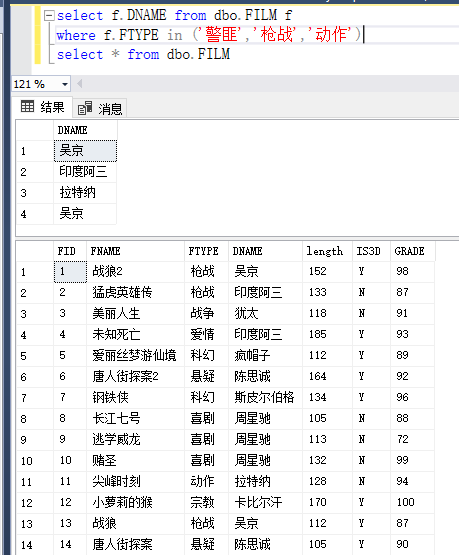 select f.DNAME from dbo.FILM f
where f.FTYPE in ('警匪','枪战','动作')
select * from dbo.FILM
121 %
结果 消息
DNAME
1 吴京
2 印度阿三
3 拉特纳
4 吴京
FID FNAME FTYPE DNAME length IS3D GRADE
1 1 战狼2 枪战 吴京 152 Y 98
2 2 猛虎英雄传 枪战 印度阿三 133 N 87
3 3 美丽人生 战争 犹太 118 N 91
4 4 未知死亡 爱情 印度阿三 185 Y 93
5 5 爱丽丝梦游仙境 科幻 疯帽子 112 Y 89
6 6 唐人街探案2 悬疑 陈思诚 164 Y 92
7 7 钢铁侠 科幻 斯皮尔伯格 134 Y 96
8 8 长江七号 喜剧 周星驰 105 N 88
9 9 逃学威龙 喜剧 周星驰 113 N 72
10 10 赌圣 喜剧 周星驰 132 N 99
11 11 尖峰时刻 动作 拉特纳 128 N 94
12 12 小萝莉的猴 宗教 卡比尔汗 170 Y 100
13 13 战狼 枪战 吴京 112 Y 87
14 14 唐人街探案 悬疑 陈思诚 105 Y 90